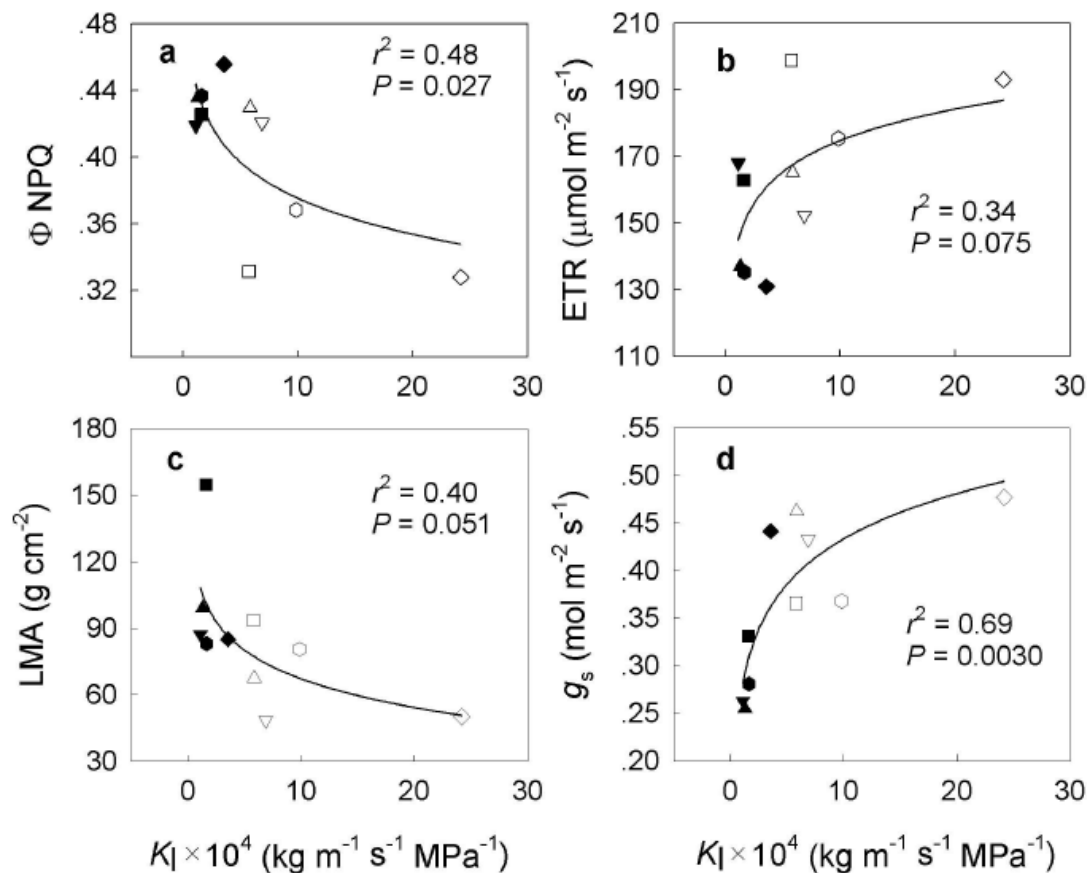 a
r² = 0.48
P = 0.027
Φ NPQ
.48
.44
.40
.36
.32
0 10 20 30
b
r² = 0.34
P = 0.075
ETR (μmol m⁻² s⁻¹)
210
190
170
150
130
110
0 10 20 30
c
r² = 0.40
P = 0.051
LMA (g cm⁻²)
180
150
120
90
60
30
0 10 20 30
Kl × 10⁴ (kg m⁻¹ s⁻¹ MPa⁻¹)
d
r² = 0.69
P = 0.0030
gs (mol m⁻² s⁻¹)
.55
.50
.45
.40
.35
.30
.25
.20
0 10 20 30
Kl × 10⁴ (kg m⁻¹ s⁻¹ MPa⁻¹)